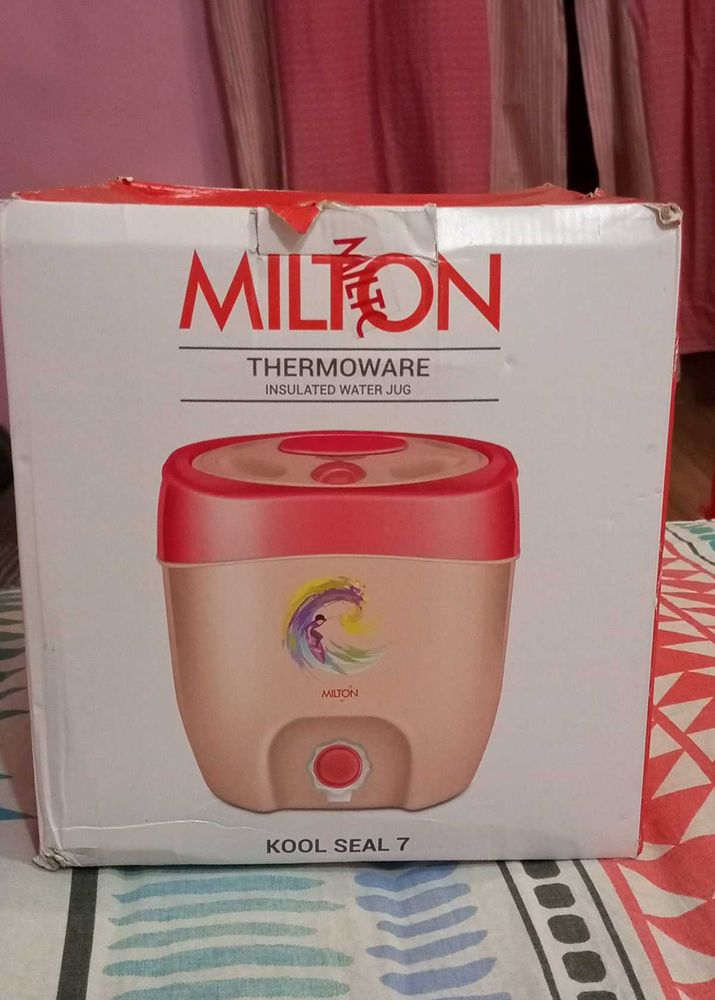 MILTON
THERMOWARE
INSULATED WATER JUG
MILTON
KOOL SEAL 7